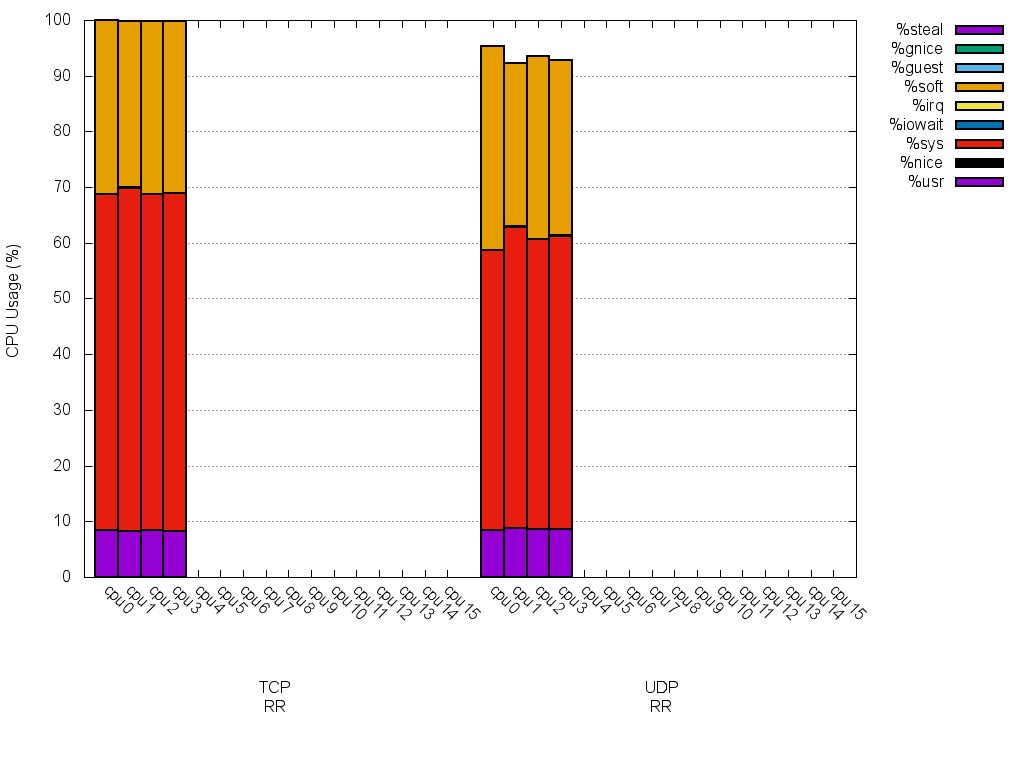 100
90
80
70
60
50
40
30
20
10
0
CPU Usage (%)
%steal
%gnice
%guest
%soft
%irq
%iowait
%sys
%nice
%usr
cpu0 cpu1 cpu2 cpu3 cpu4 cpu5 cpu6 cpu7 cpu8 cpu9 cpu10 cpu11 cpu12 cpu13 cpu14 cpu15 cpu0 cpu1 cpu2 cpu3 cpu4 cpu5 cpu6 cpu7 cpu8 cpu9 cpu10 cpu11 cpu12 cpu13 cpu14 cpu15
TCP
RR
UDP
RR